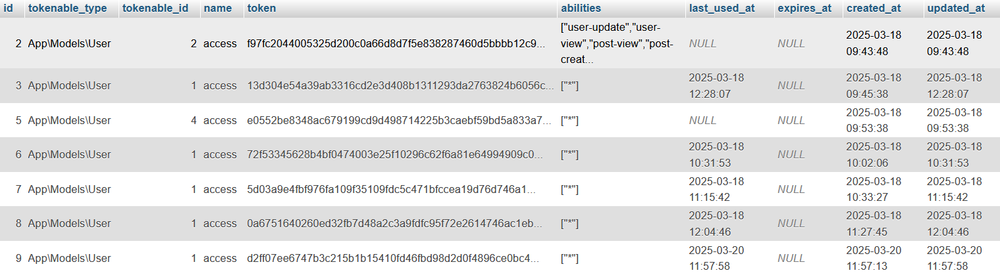 id tokenable_type tokenable_id name token abilities last_used_at expires_at created_at updated_at
2 App\Models\User 2 access f97fc2044005325d200c0a66d8d7f5e838287460d5bbbb12c9... ["user-update","user-view","post-view","post-creat... NULL NULL 2025-03-18 09:43:48 2025-03-18 09:43:48
3 App\Models\User 1 access 13d304e54a39ab3316cd2e3d408b1311293da2763824b6056c... ["*"] 2025-03-18 12:28:07 NULL 2025-03-18 09:45:38 2025-03-18 12:28:07
5 App\Models\User 4 access e0552be8348ac679199cd9d498714225b3caebf59bd5a833a7... ["*"] NULL NULL 2025-03-18 09:53:38 2025-03-18 09:53:38
6 App\Models\User 1 access 72f53345628b4bf0474003e25f10296c62f6a81e64994909c0... ["*"] 2025-03-18 10:31:53 NULL 2025-03-18 10:02:06 2025-03-18 10:31:53
7 App\Models\User 1 access 5d03a9e4fbf976fa109f35109fdc5c471bfccea19d76d746a1... ["*"] 2025-03-18 11:15:42 NULL 2025-03-18 10:33:27 2025-03-18 11:15:42
8 App\Models\User 1 access 0a6751640260ed32fb7d48a2c3a9fdfc95f72e2614746ac1eb... ["*"] 2025-03-18 12:04:46 NULL 2025-03-18 11:27:45 2025-03-18 12:04:46
9 App\Models\User 1 access d2ff07ee6747b3c215b1b15410fd46fbd98d2d0f4896ce0bc4... ["*"] 2025-03-20 11:57:58 NULL 2025-03-20 11:57:13 2025-03-20 11:57:58